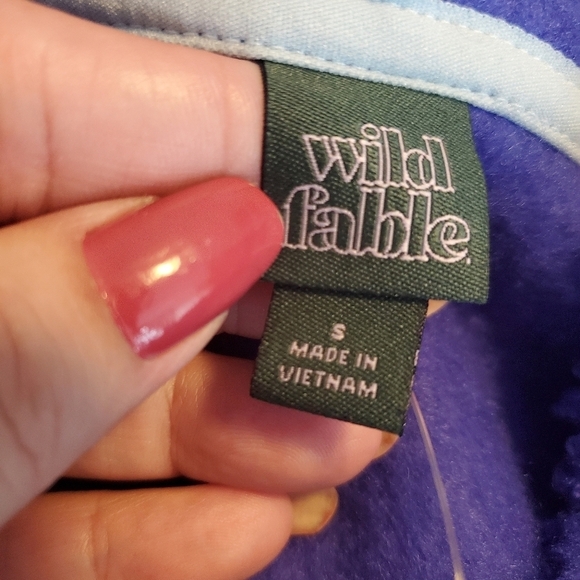 wild
fable.
S
MADE IN
VIETNAM